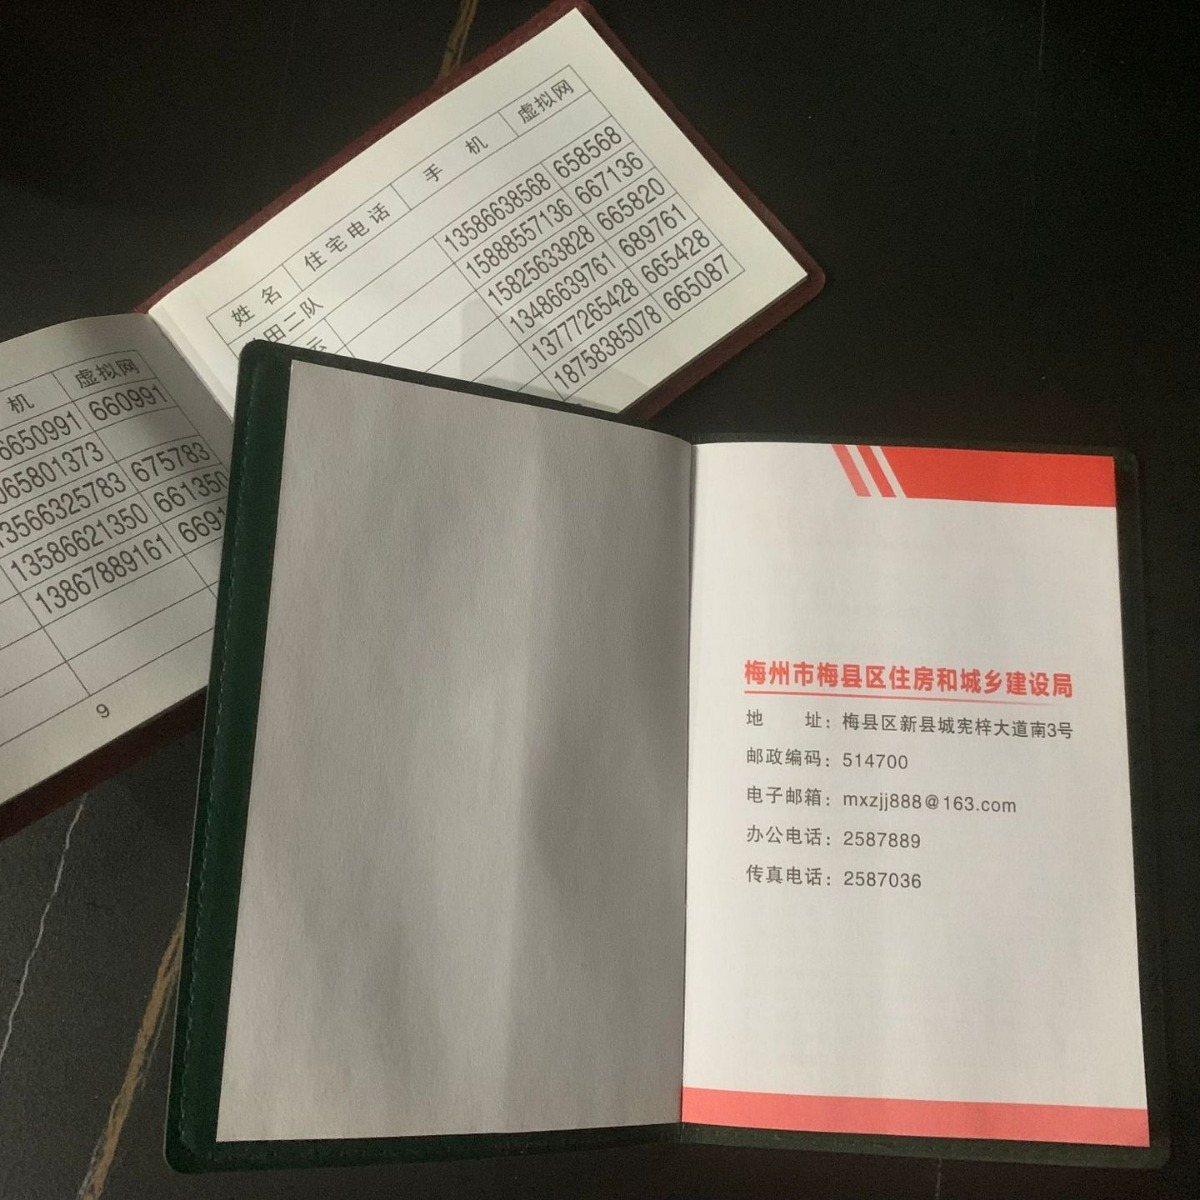 姓名 住宅电话 手机 虚拟网
田二队
13586638568 658568
15888557136 667136
15825633828 665820
13486639761 689761
13777265428 665428
18758385078 665087
机 虚拟网
6650991 660991
065801373
13566325783 675783
13586621350 661350
13867889161 6691
9
梅州市梅县区住房和城乡建设局
地 址：梅县区新县城宪梓大道南3号
邮政编码：514700
电子邮箱：mxzjj888@163.com
办公电话：2587889
传真电话：2587036